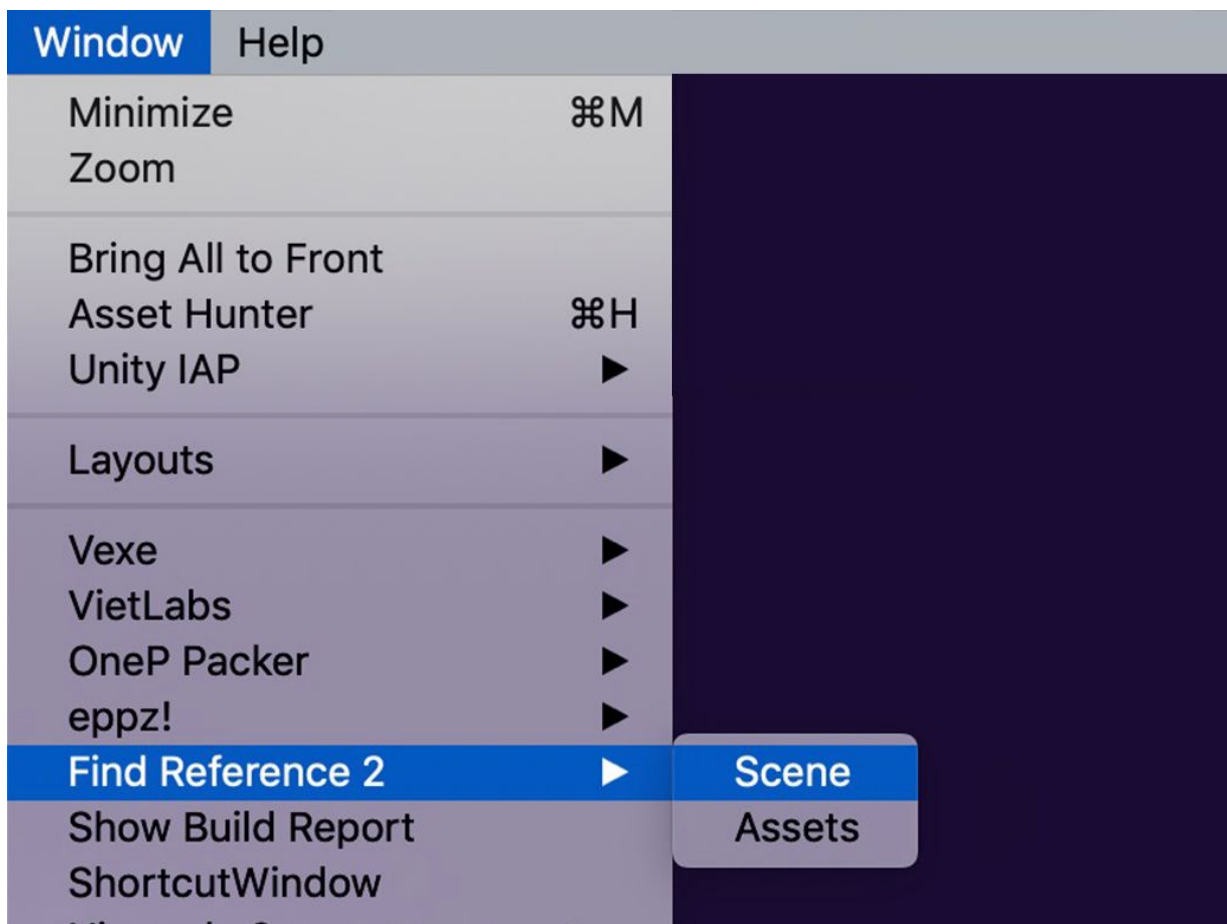 Window Help
Minimize ⌘M
Zoom
Bring All to Front
Asset Hunter ⌘H
Unity IAP ▶
Layouts ▶
Vexe ▶
VietLabs ▶
OneP Packer ▶
eppz! ▶
Find Reference 2 ▶ Scene
Show Build Report Assets
ShortcutWindow